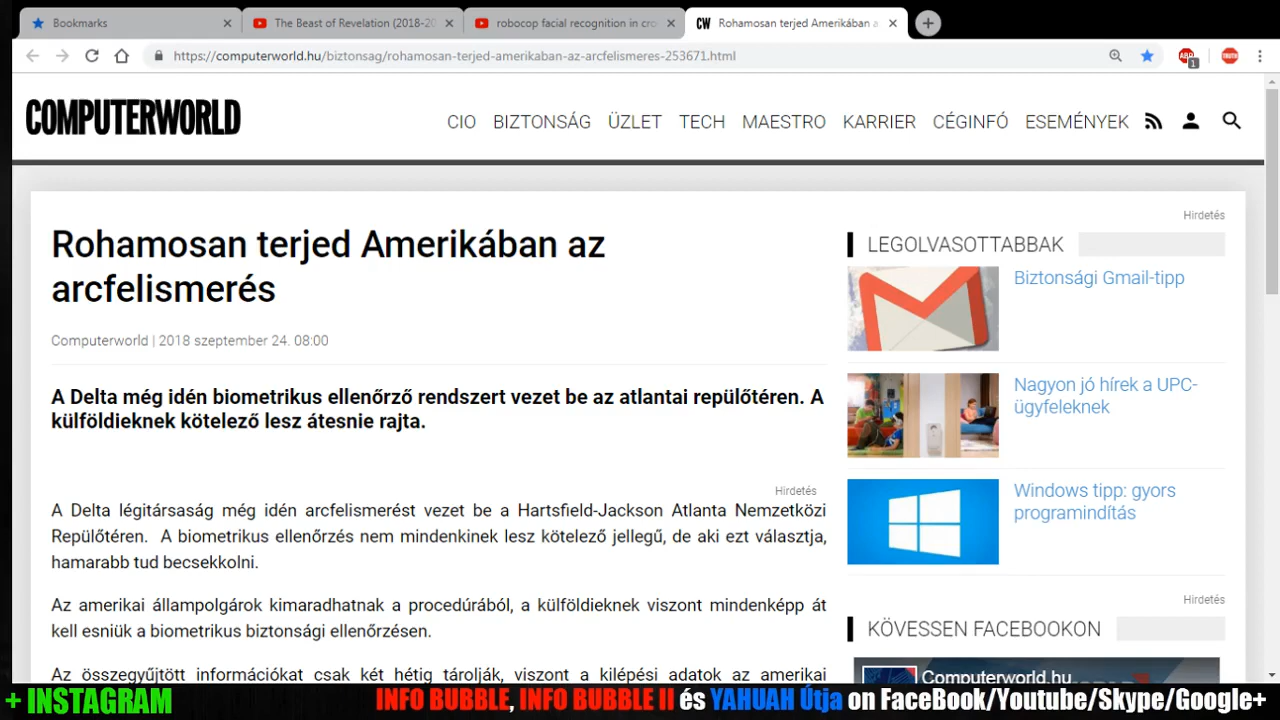 Bookmarks
The Beast of Revelation (2018-20
robocop facial recognition in cro
CW Rohamosan terjed Amerikában a
https://computerworld.hu/biztonsag/rohamosan-terjed-amerikaban-az-arcfelismeres-253671.html
ABP
1
TRUTH
COMPUTERWORLD
CIO BIZTONSÁG ÜZLET TECH MAESTRO KARRIER CÉGINFÓ ESEMÉNYEK
Rohamosan terjed Amerikában az
arcfelismerés
Computerworld | 2018 szeptember 24. 08:00
A Delta még idén biometrikus ellenőrző rendszert vezet be az atlantai repülőtéren. A
külföldieknek kötelező lesz átesnie rajta.
Hirdetés
A Delta légitársaság még idén arcfelismerést vezet be a Hartsfield-Jackson Atlanta Nemzetközi
Repülőtéren. A biometrikus ellenőrzés nem mindenkinek lesz kötelező jellegű, de aki ezt választja,
hamarabb tud becsekkolni.
Az amerikai állampolgárok kimaradhatnak a procedúrából, a külföldieknek viszont mindenképp át
kell esniük a biometrikus biztonsági ellenőrzésen.
Az összegyűjtött információkat csak két hétig tárolják, viszont a kilépési adatok az amerikai
Hirdetés
LEGOLVASOTTABBAK
Biztonsági Gmail-tipp
Nagyon jó hírek a UPC-
ügyfeleknek
Windows tipp: gyors
programindítás
Hirdetés
KÖVESSEN FACEBOOKON
Computerworld.hu
+ INSTAGRAM
INFO BUBBLE, INFO BUBBLE II és YAHUAH Útja on FaceBook/Youtube/Skype/Google+